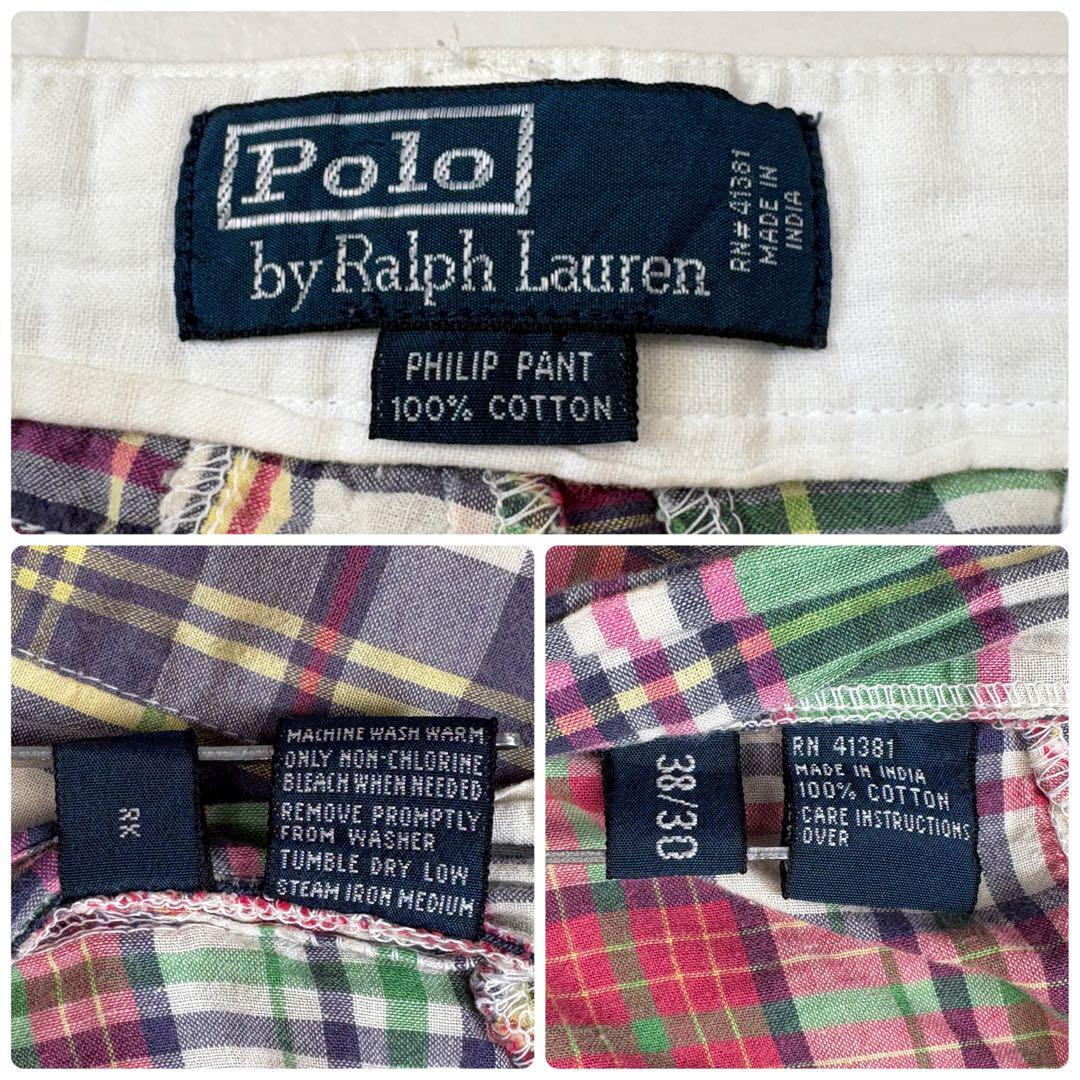 Polo
by Ralph Lauren
RN# 41381
MADE IN
INDIA
PHILIP PANT
100% COTTON
RK
MACHINE WASH WARM
ONLY NON-CHLORINE
BLEACH WHEN NEEDED
REMOVE PROMPTLY
FROM WASHER
TUMBLE DRY LOW
STEAM IRON MEDIUM
38/30
RN 41381
MADE IN INDIA
100% COTTON
CARE INSTRUCTIONS
OVER